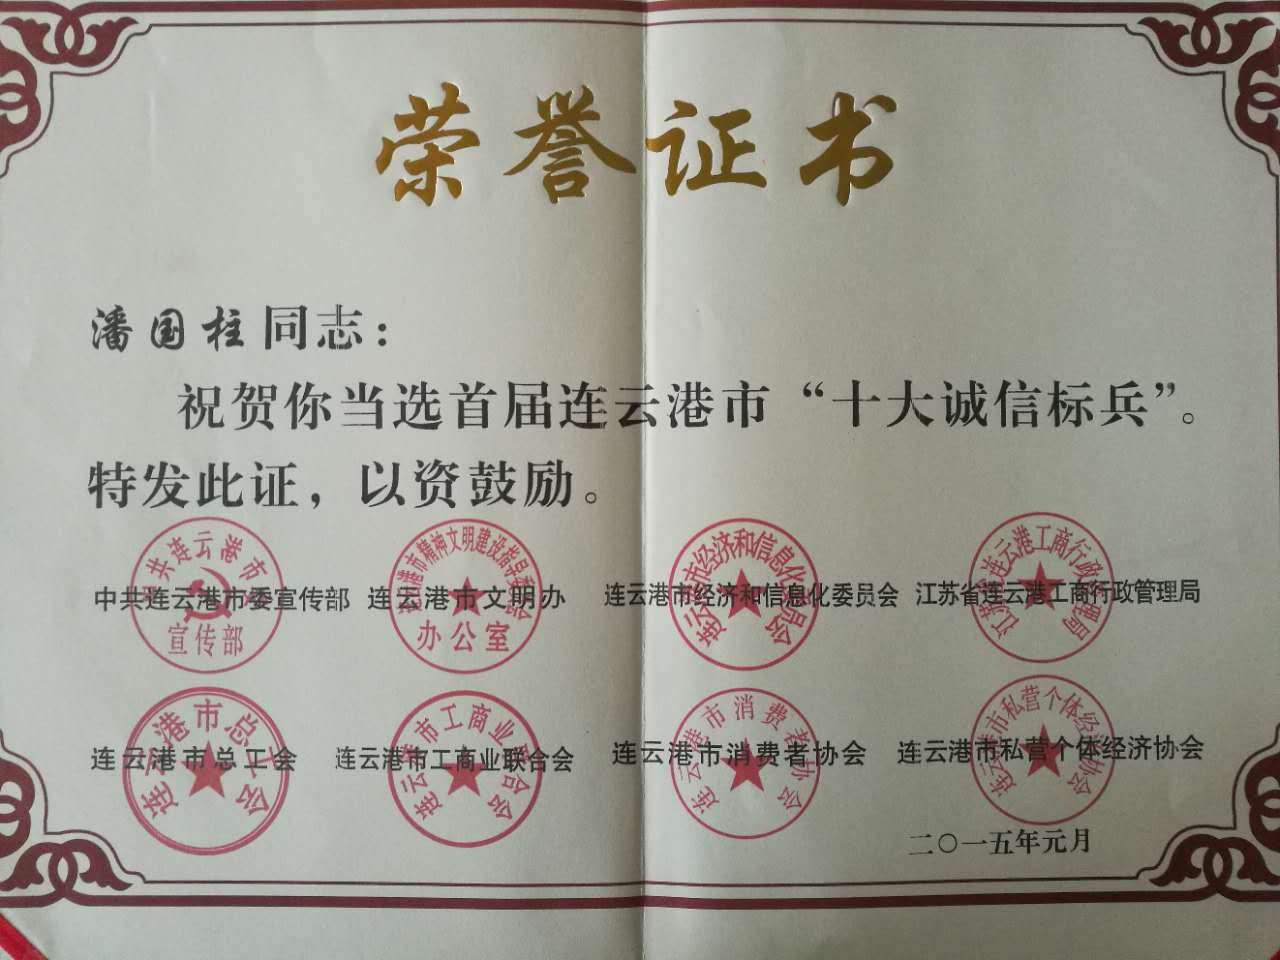 荣誉证书
潘国柱同志：
祝贺你当选首届连云港市“十大诚信标兵”。
特发此证，以资鼓励。
中共连云港市委宣传部 连云港市文明办 连云港市经济和信息化委员会 江苏省连云港工商行政管理局
宣传部
办公室
连云港市总工会 连云港市工商业联合会 连云港市消费者协会 连云港市私营个体经济协会
二〇一五年元月